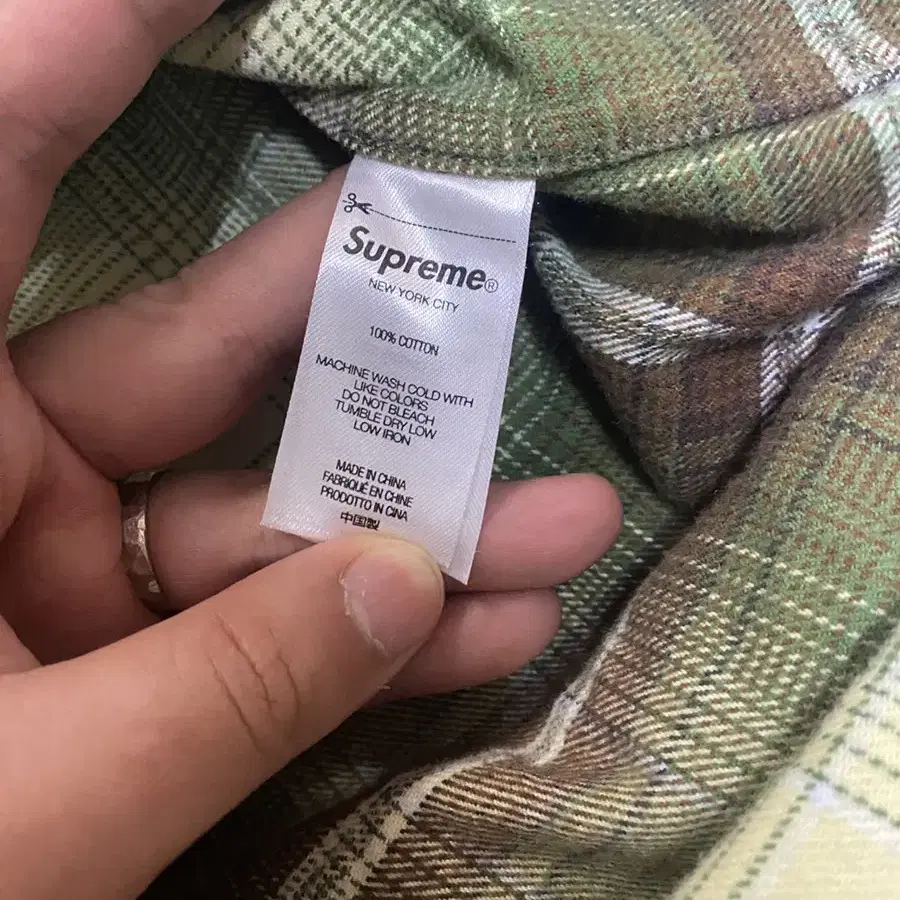 Supreme®
NEW YORK CITY
100% COTTON
MACHINE WASH COLD WITH
LIKE COLORS
DO NOT BLEACH
TUMBLE DRY LOW
LOW IRON
MADE IN CHINA
FABRIQUÉ EN CHINE
PRODOTTO IN CINA
中国製